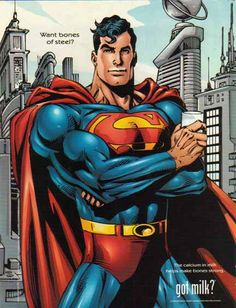 Want bones
of steel?
The calcium in milk
helps make bones strong.
got milk?